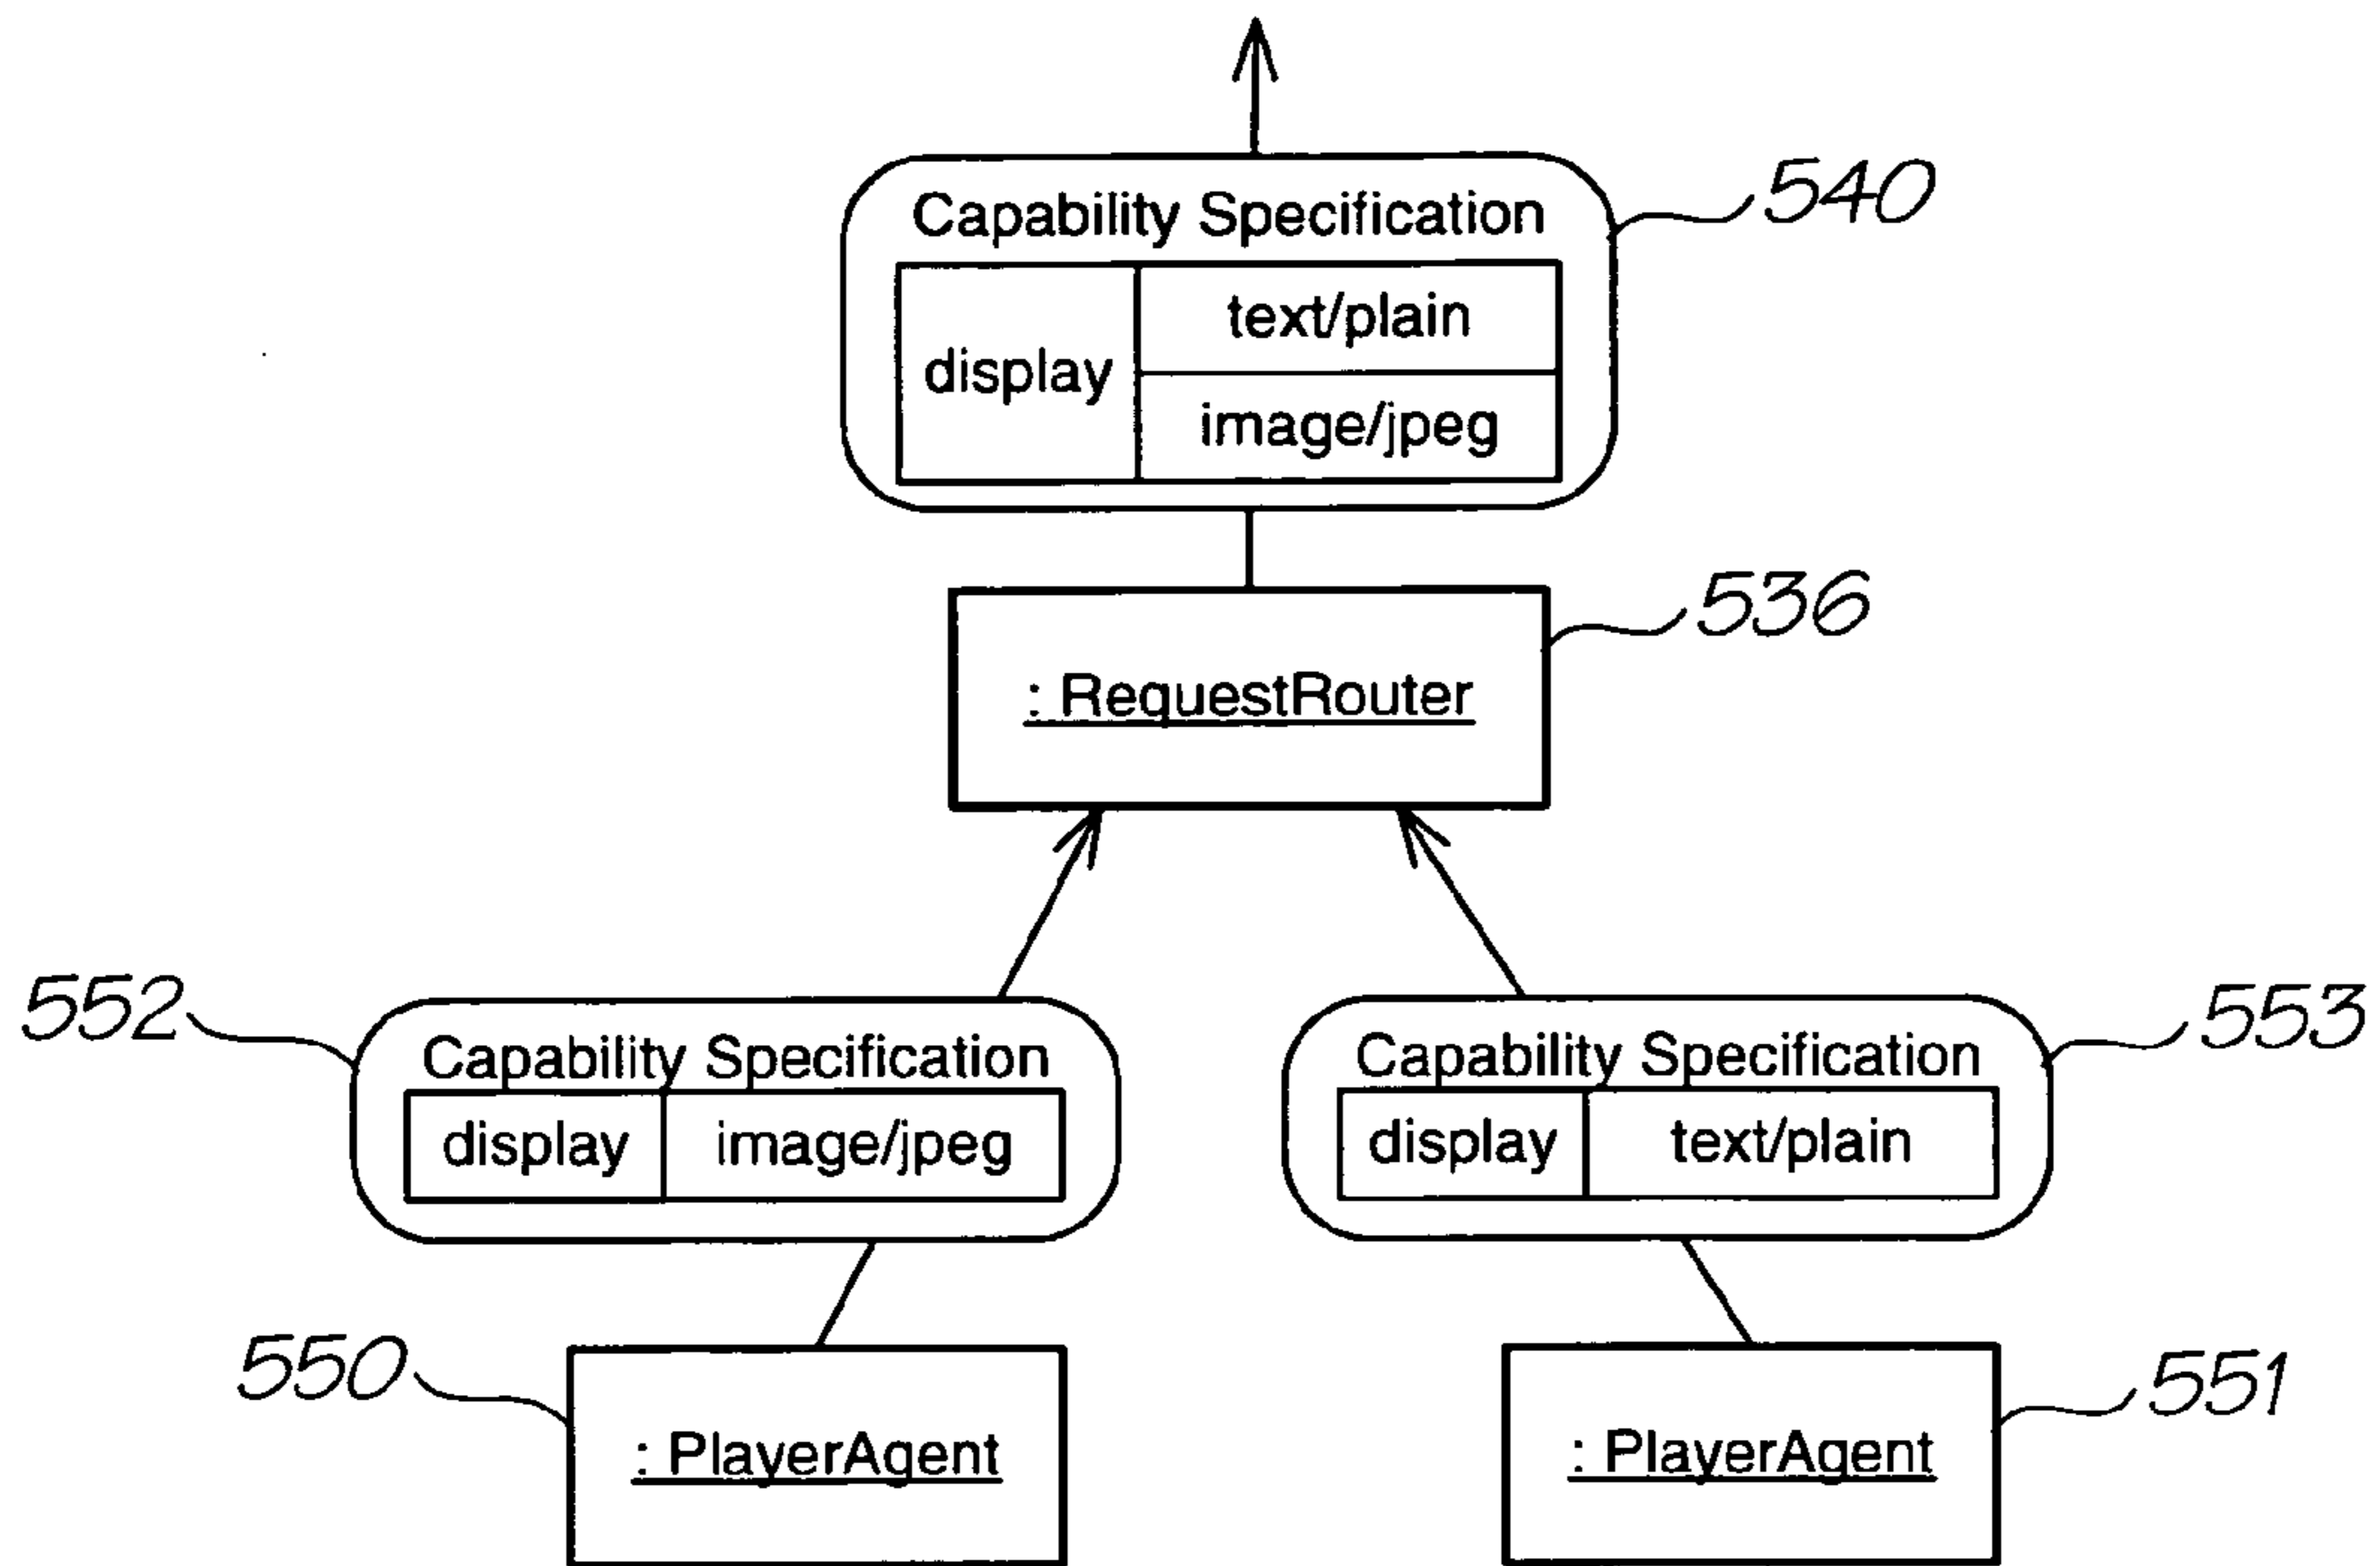 Capability Specification
540
display
text/plain
image/jpeg
536
: RequestRouter
552
Capability Specification
display
image/jpeg
Capability Specification
553
display
text/plain
550
: PlayerAgent
: PlayerAgent
551